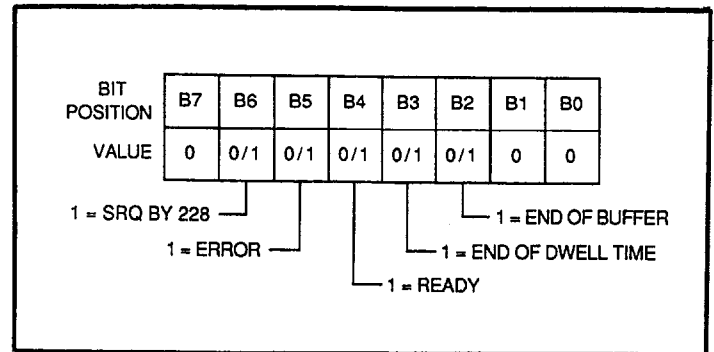 BIT
POSITION B7 B6 B5 B4 B3 B2 B1 B0
VALUE 0 0/1 0/1 0/1 0/1 0/1 0 0
1 = SRQ BY 228
1 = END OF BUFFER
1 = ERROR
1 = END OF DWELL TIME
1 = READY